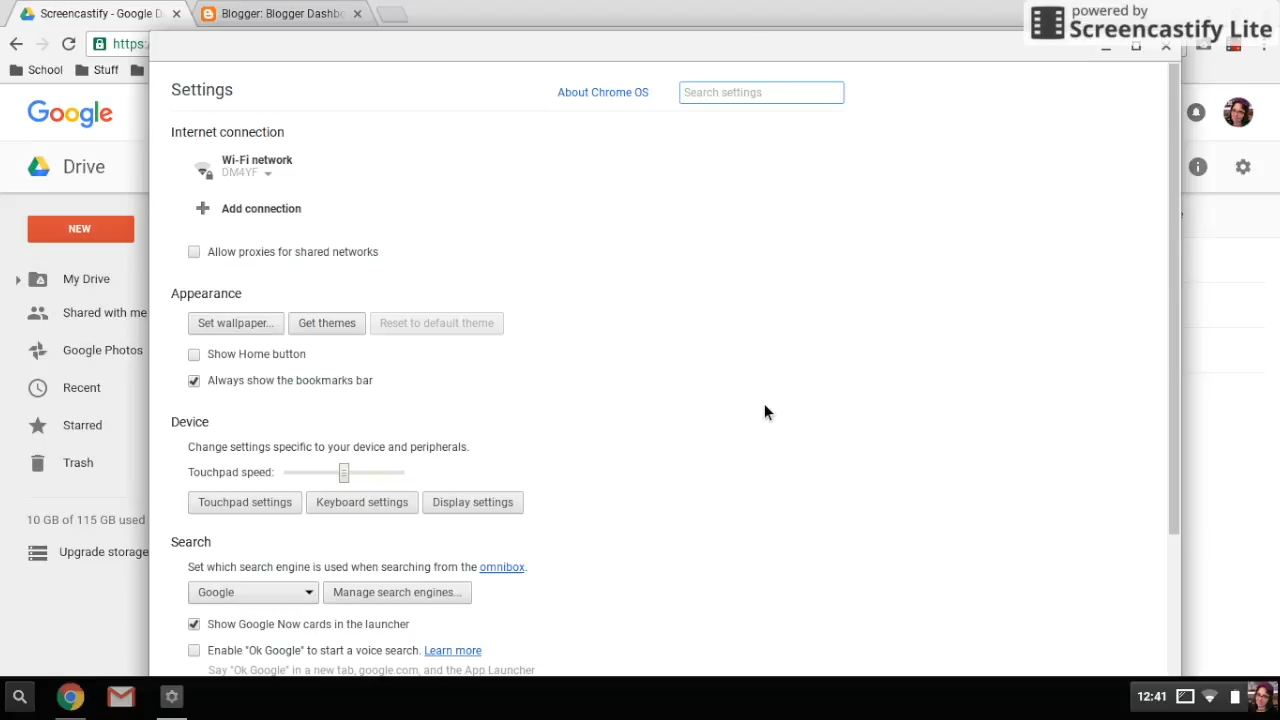 Screencastify - Google D
Blogger: Blogger Dashb
powered by
Screencastify Lite
https:
School
Stuff
Settings
About Chrome OS
Search settings
Google
Drive
NEW
My Drive
Shared with me
Google Photos
Recent
Starred
Trash
10 GB of 115 GB used
Upgrade storage
Internet connection
Wi-Fi network
DM4YF
Add connection
Allow proxies for shared networks
Appearance
Set wallpaper...
Get themes
Reset to default theme
Show Home button
Always show the bookmarks bar
Device
Change settings specific to your device and peripherals.
Touchpad speed:
Touchpad settings
Keyboard settings
Display settings
Search
Set which search engine is used when searching from the omnibox.
Google
Manage search engines...
Show Google Now cards in the launcher
Enable "Ok Google" to start a voice search. Learn more
Say "Ok Google" in a new tab, google.com, and the App Launcher
12:41